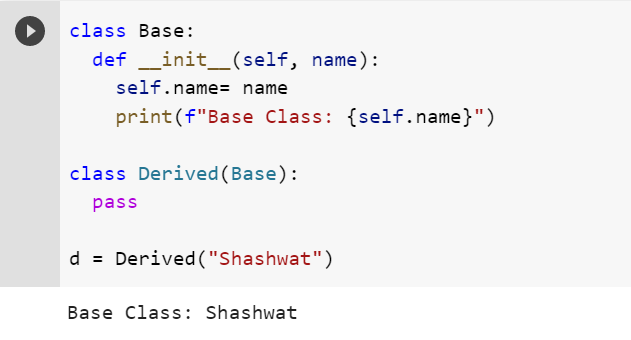 class Base:
  def __init__(self, name):
    self.name= name
    print(f"Base Class: {self.name}")
class Derived(Base):
  pass
d = Derived("Shashwat")
Base Class: Shashwat